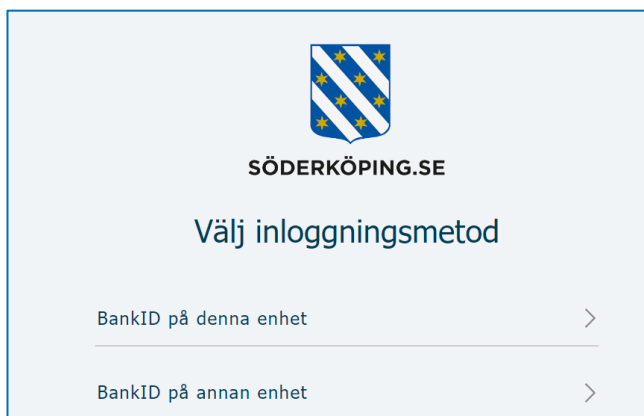 SÖDERKÖPING.SE
Välj inloggningsmetod
BankID på denna enhet
BankID på annan enhet